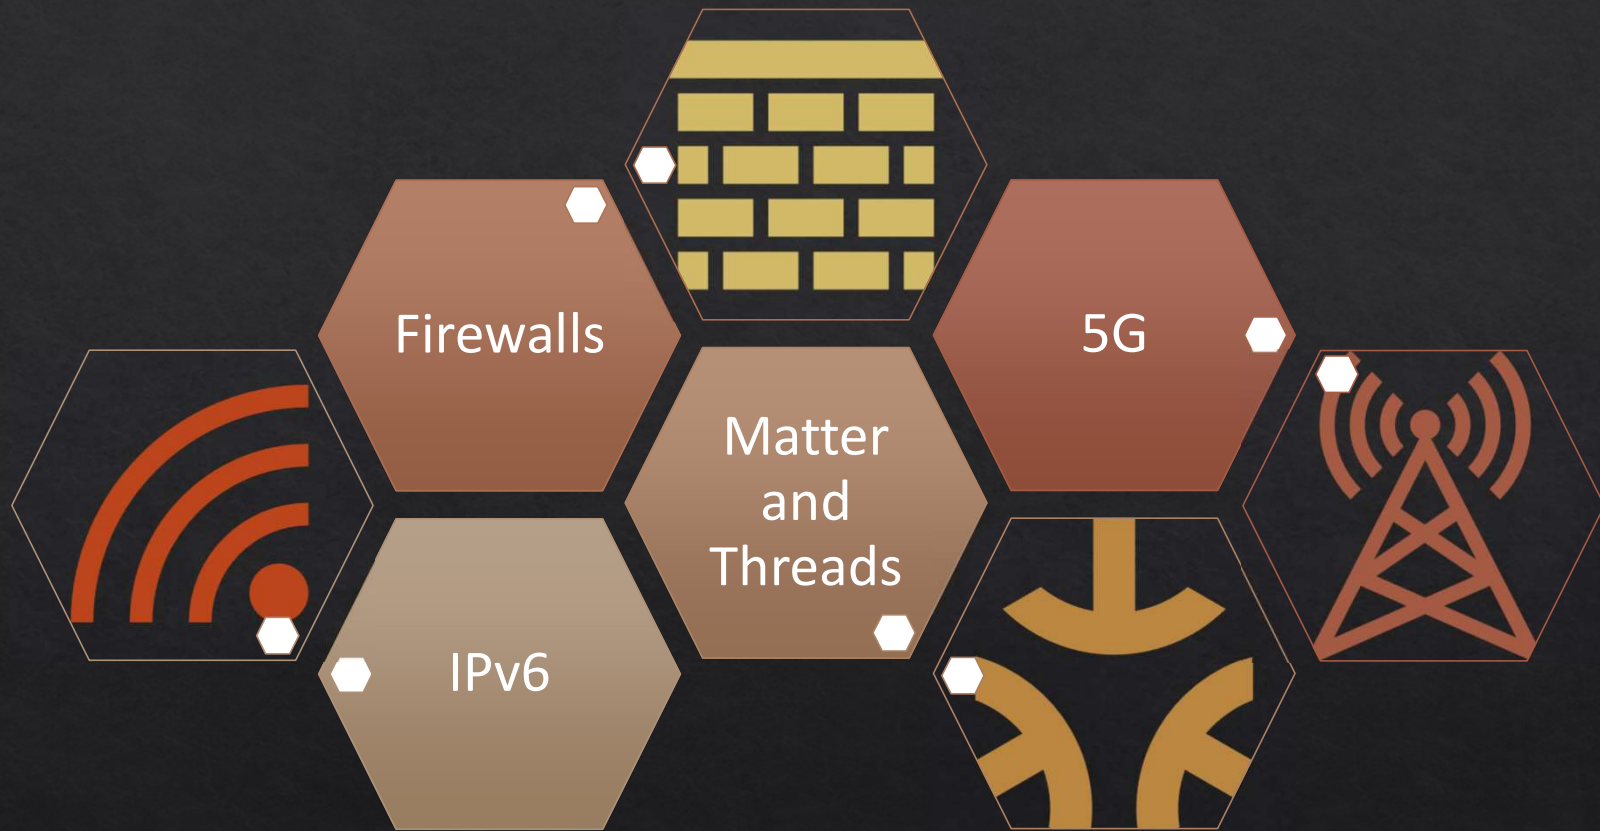 Firewalls
5G
Matter
and
Threads
IPv6